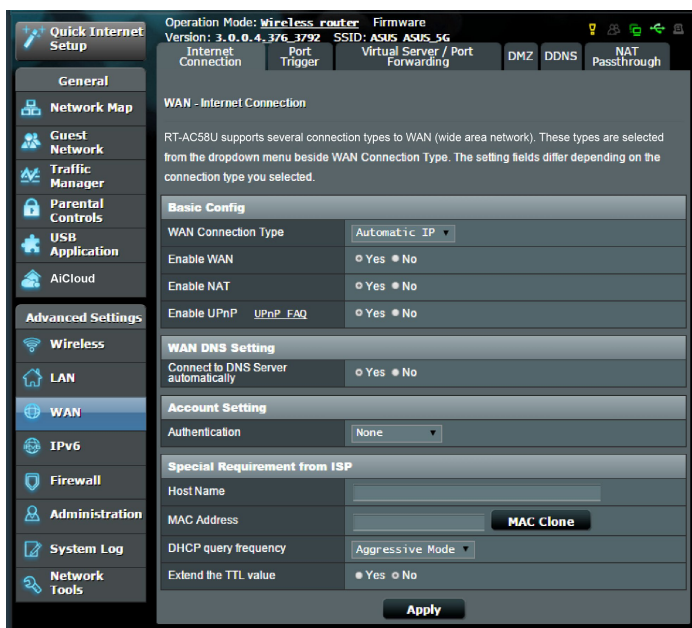 Quick Internet
Setup
General
Network Map
Guest
Network
Traffic
Manager
Parental
Controls
USB
Application
AiCloud
Advanced Settings
Wireless
LAN
WAN
IPv6
Firewall
Administration
System Log
Network
Tools
Operation Mode: Wireless router Firmware
Version: 3.0.0.4.376_3792 SSID: ASUS ASUS_5G
Internet
Connection
Port
Trigger
Virtual Server / Port
Forwarding
DMZ
DDNS
NAT
Passthrough
WAN - Internet Connection
RT-AC58U supports several connection types to WAN (wide area network). These types are selected
from the dropdown menu beside WAN Connection Type. The setting fields differ depending on the
connection type you selected.
Basic Config
WAN Connection Type Automatic IP
Enable WAN Yes No
Enable NAT Yes No
Enable UPnP UPnP FAQ Yes No
WAN DNS Setting
Connect to DNS Server
automatically Yes No
Account Setting
Authentication None
Special Requirement from ISP
Host Name
MAC Address MAC Clone
DHCP query frequency Aggressive Mode
Extend the TTL value Yes No
Apply